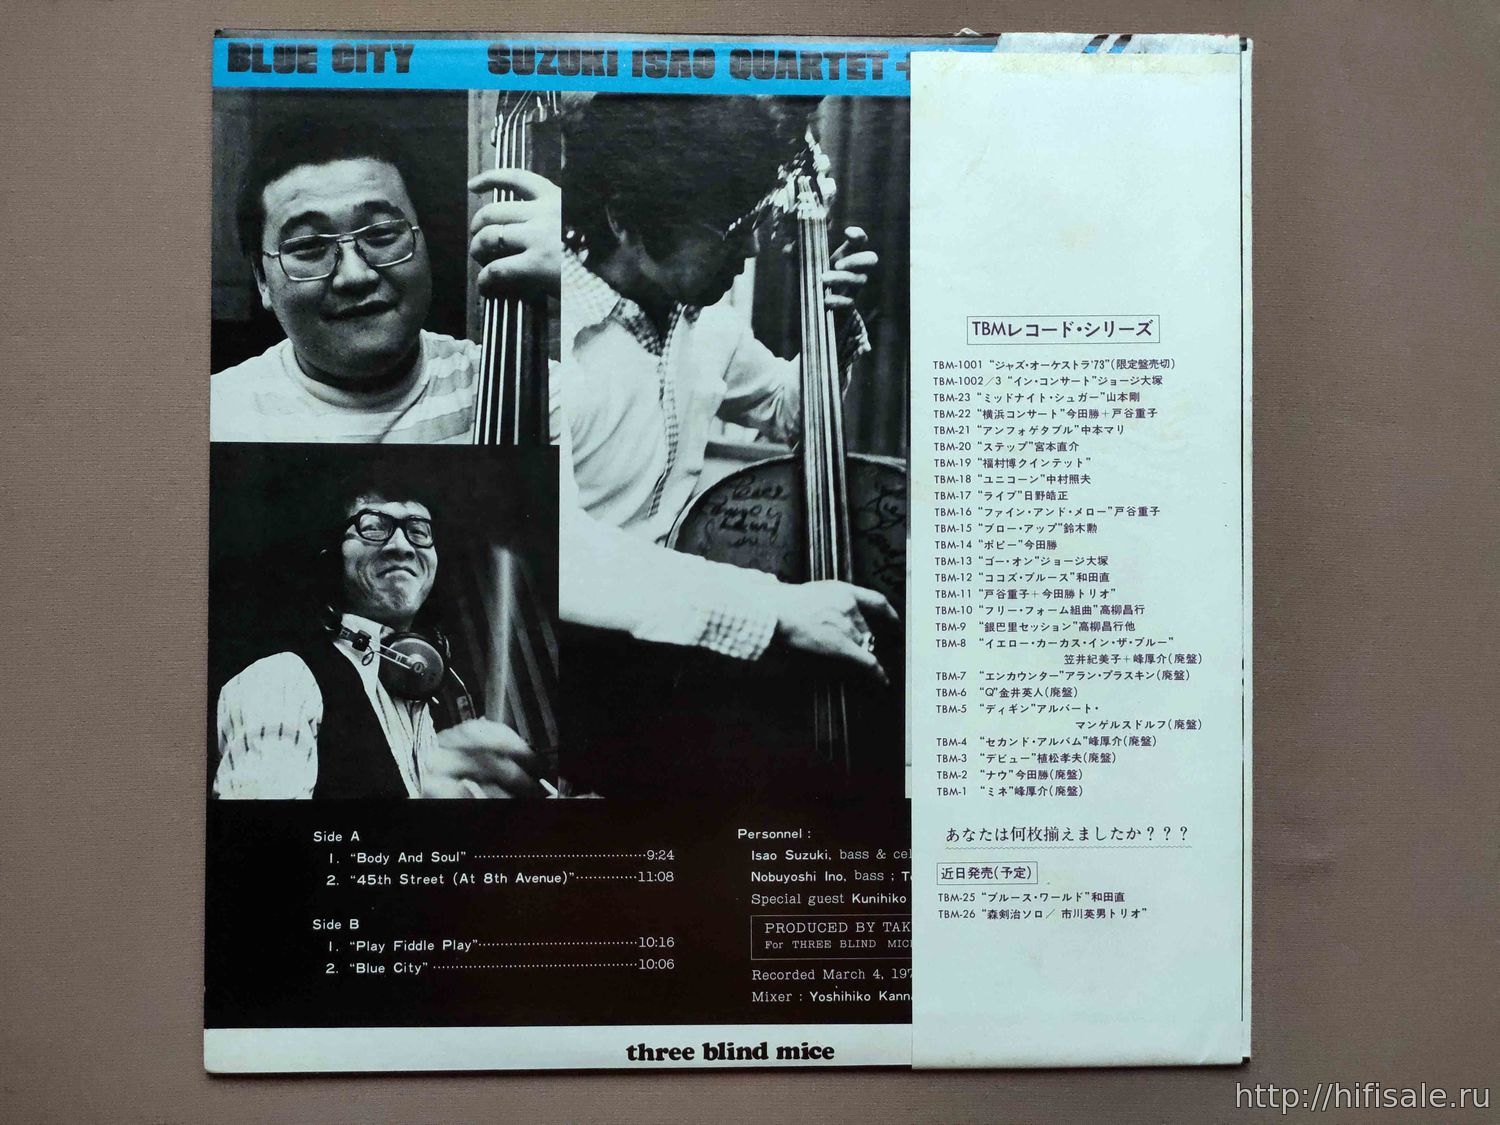 BLUE CITY SUZUKI ISAO QUARTET +
Side A
1. “Body And Soul” 9:24
2. “45th Street (At 8th Avenue)” 11:08
Side B
1. “Play Fiddle Play” 10:16
2. “Blue City” 10:06
Personnel :
Isao Suzuki, bass & cel
Nobuyoshi Ino, bass ; T
Special guest Kunihiko
PRODUCED BY TAK
For THREE BLIND MIC
Recorded March 4, 197
Mixer : Yoshihiko Kann
three blind mice
TBMレコード・シリーズ
TBM-1001 “ジャズ・オーケストラ'73”(限定盤売切)
TBM-1002／3 “イン・コンサート”ジョージ大塚
TBM-23 “ミッドナイト・シュガー”山本剛
TBM-22 “横浜コンサート”今田勝＋戸谷重子
TBM-21 “アンフォゲタブル”中本マリ
TBM-20 “ステップ”宮本直介
TBM-19 “福村博クインテット”
TBM-18 “ユニコーン”中村照夫
TBM-17 “ライブ”日野皓正
TBM-16 “ファイン・アンド・メロー”戸谷重子
TBM-15 “ブロー・アップ”鈴木勲
TBM-14 “ポピー”今田勝
TBM-13 “ゴー・オン”ジョージ大塚
TBM-12 “ココズ・ブルース”和田直
TBM-11 “戸谷重子＋今田勝トリオ”
TBM-10 “フリー・フォーム組曲”高柳昌行
TBM-9 “銀巴里セッション”高柳昌行他
TBM-8 “イエロー・カーカス・イン・ザ・ブルー”
笠井紀美子＋峰厚介(廃盤)
TBM-7 “エンカウンター”アラン・プラスキン(廃盤)
TBM-6 “Q”金井英人(廃盤)
TBM-5 “ディギン”アルバート・
マンゲルスドルフ(廃盤)
TBM-4 “セカンド・アルバム”峰厚介(廃盤)
TBM-3 “デビュー”植松孝夫(廃盤)
TBM-2 “ナウ”今田勝(廃盤)
TBM-1 “ミネ”峰厚介(廃盤)
あなたは何枚揃えましたか？？？
近日発売(予定)
TBM-25 “ブルース・ワールド”和田直
TBM-26 “森剣治ソロ／市川英男トリオ”
http://hifisale.ru